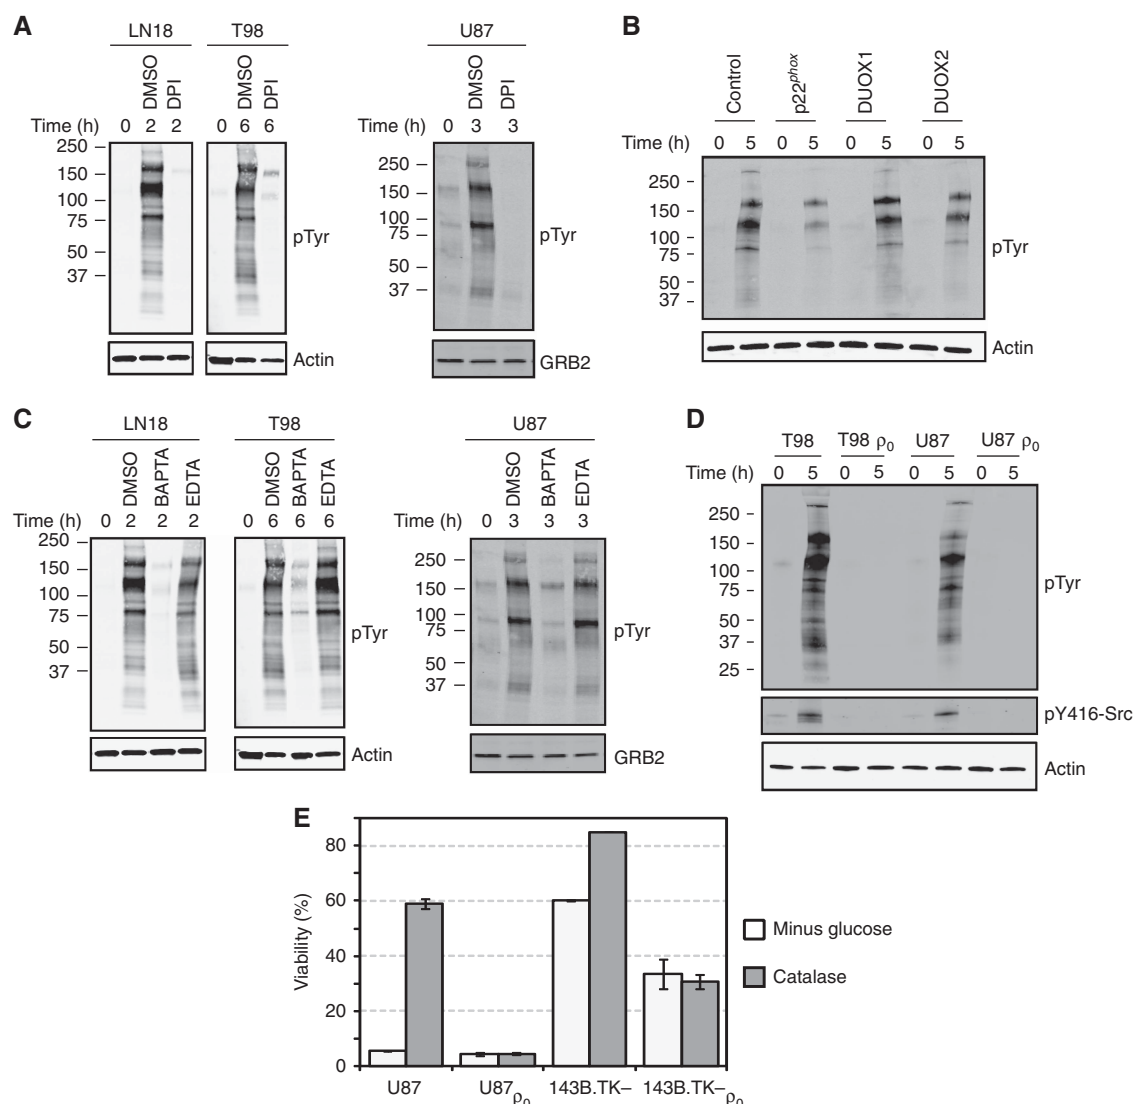 A
LN18 T98 U87
DMSO DPI DMSO DPI DMSO DPI
Time (h) 0 2 2 0 6 6 0 3 3
250
150
100
75
50
37
pTyr
Actin
250
150
100
75
50
37
pTyr
GRB2
B
Control p22phox DUOX1 DUOX2
Time (h) 0 5 0 5 0 5 0 5
250
150
100
75
50
37
pTyr
Actin
C
LN18 T98 U87
DMSO BAPTA EDTA DMSO BAPTA EDTA DMSO BAPTA EDTA
Time (h) 0 2 2 2 0 6 6 6 Time (h) 0 3 3 3
250
150
100
75
50
37
pTyr
Actin
250
150
100
75
50
37
pTyr
GRB2
D
T98 T98 ρ0 U87 U87 ρ0
Time (h) 0 5 0 5 0 5 0 5
250
150
100
75
50
37
25
pTyr
pY416-Src
Actin
E
Viability (%)
80
60
40
20
0
U87 U87ρ0 143B.TK– 143B.TK–ρ0
Minus glucose
Catalase